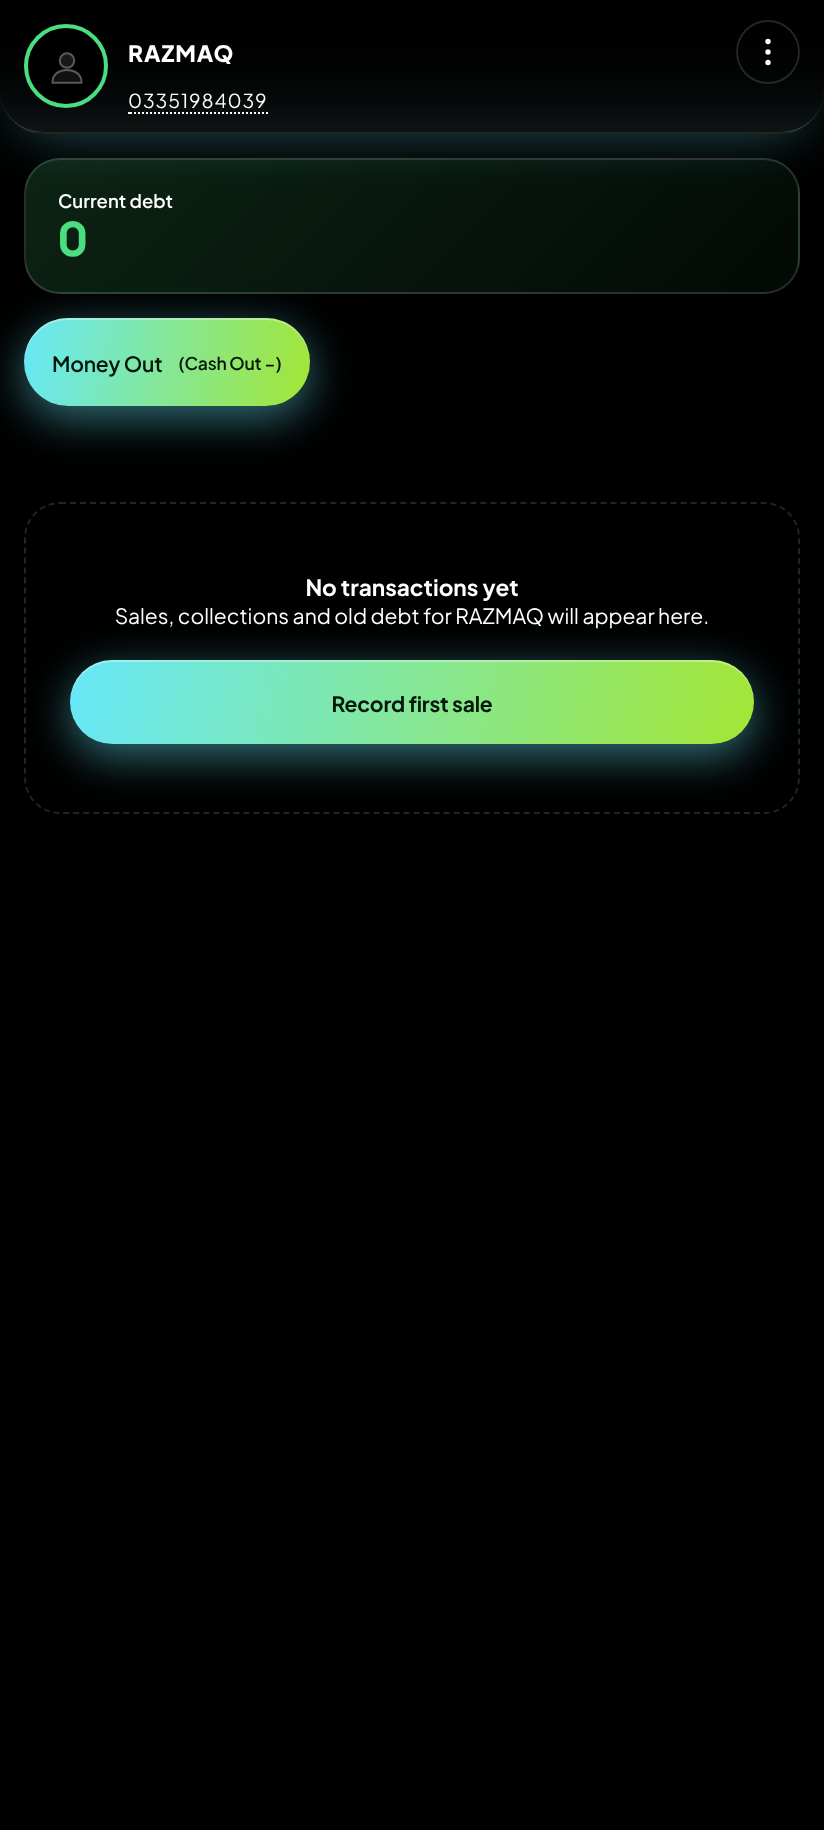 RAZMAQ
03351984039
Current debt
0
Money Out (Cash Out −)
No transactions yet
Sales, collections and old debt for RAZMAQ will appear here.
Record first sale